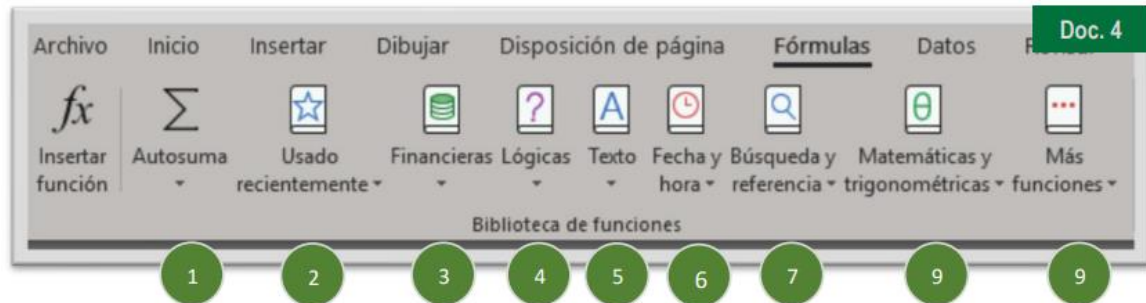 Doc. 4
Archivo Inicio Insertar Dibujar Disposición de página Fórmulas Datos
fx
Insertar función
Autosuma
Usado recientemente
Financieras
Lógicas
Texto
Fecha y hora
Búsqueda y referencia
Matemáticas y trigonométricas
Más funciones
Biblioteca de funciones
1 2 3 4 5 6 7 9 9